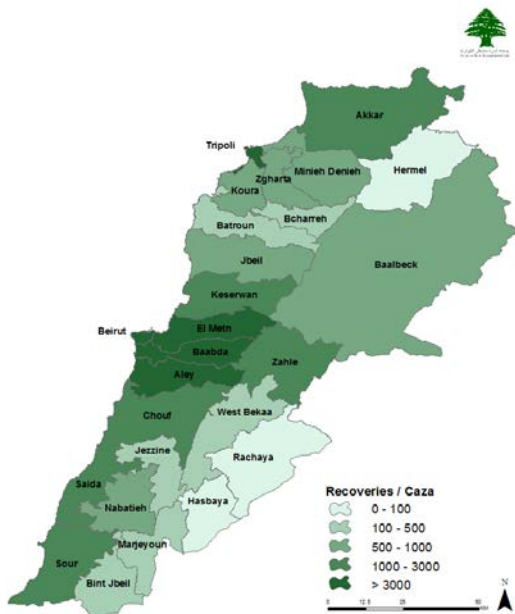 Akkar
Tripoli
Hermel
Zgharta
Minieh Denieh
Koura
Bcharreh
Batroun
Jbeil
Baalbeck
Keserwan
Beirut
El Metn
Baabda
Zahle
Aley
Chouf
West Bekaa
Jezzine
Rachaya
Saida
Hasbaya
Nabatieh
Marjeyoun
Sour
Bint Jbeil
Recoveries / Caza
0 - 100
100 - 500
500 - 1000
1000 - 3000
> 3000
N